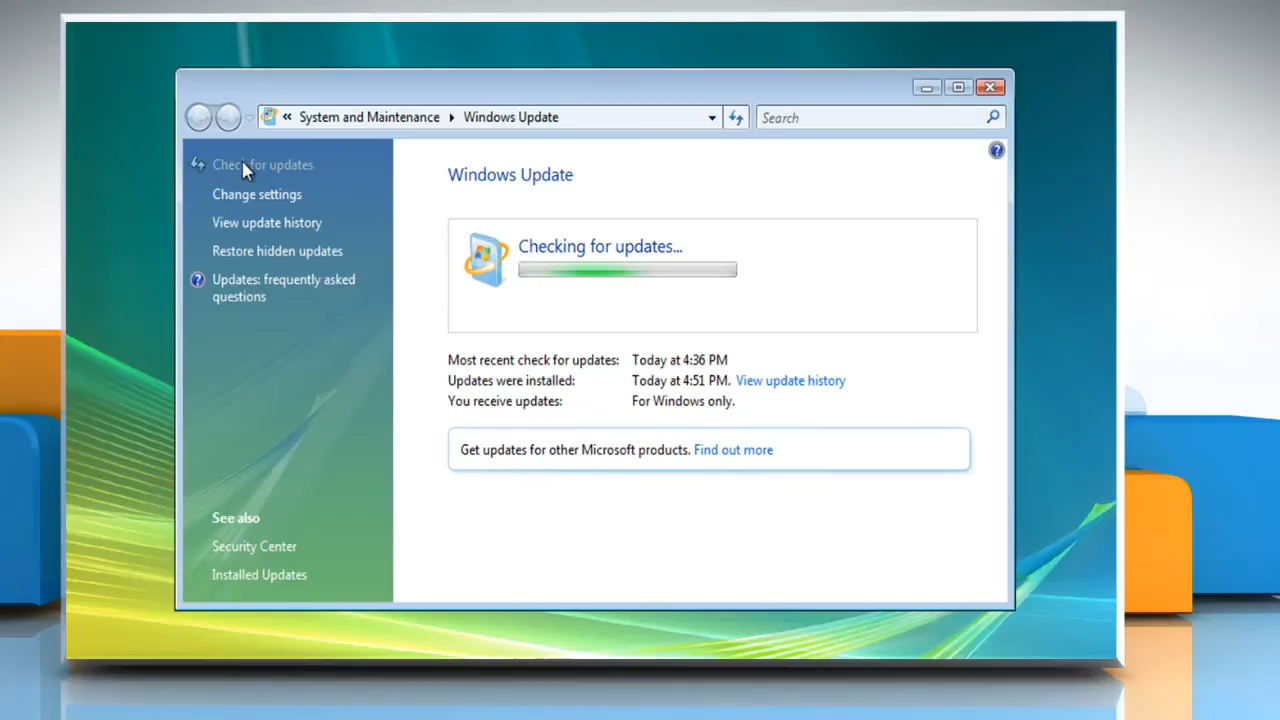 « System and Maintenance ▸ Windows Update
Search
Check for updates
Change settings
View update history
Restore hidden updates
Updates: frequently asked
questions
See also
Security Center
Installed Updates
Windows Update
Checking for updates...
Most recent check for updates: Today at 4:36 PM
Updates were installed: Today at 4:51 PM. View update history
You receive updates: For Windows only.
Get updates for other Microsoft products. Find out more